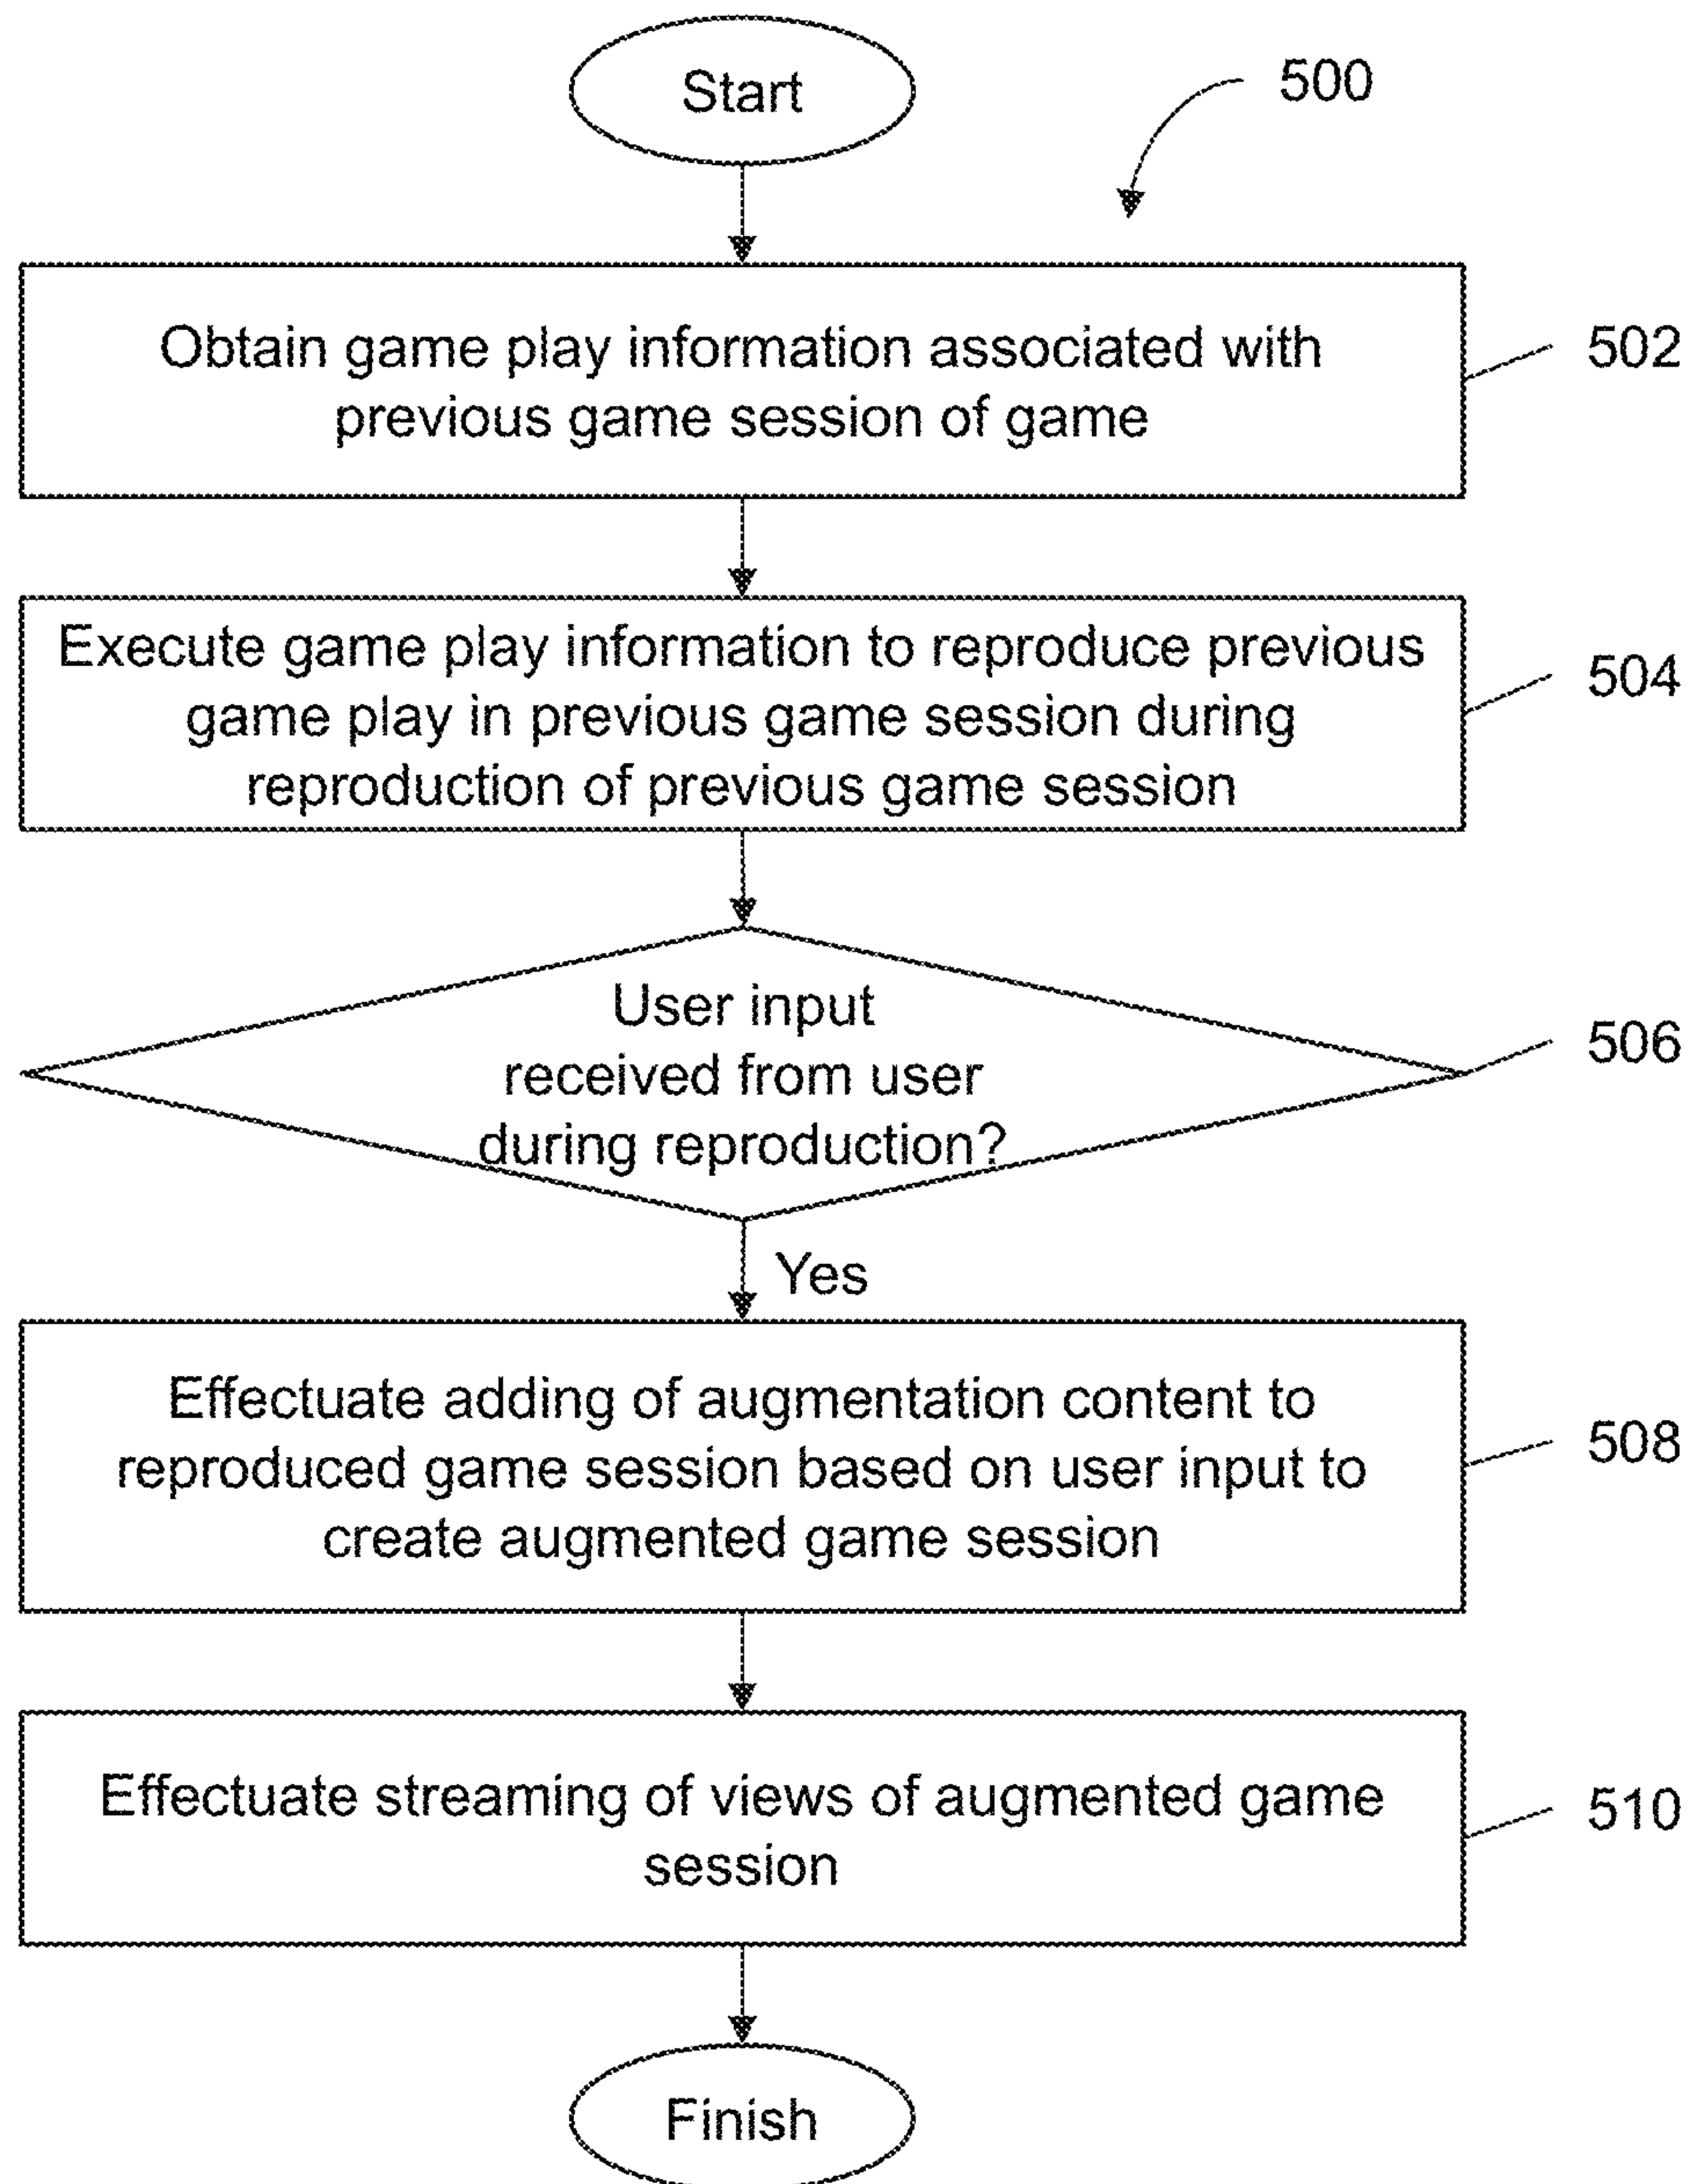 Start
500
Obtain game play information associated with
previous game session of game
502
Execute game play information to reproduce previous
game play in previous game session during
reproduction of previous game session
504
User input
received from user
during reproduction?
506
Yes
Effectuate adding of augmentation content to
reproduced game session based on user input to
create augmented game session
508
Effectuate streaming of views of augmented game
session
510
Finish